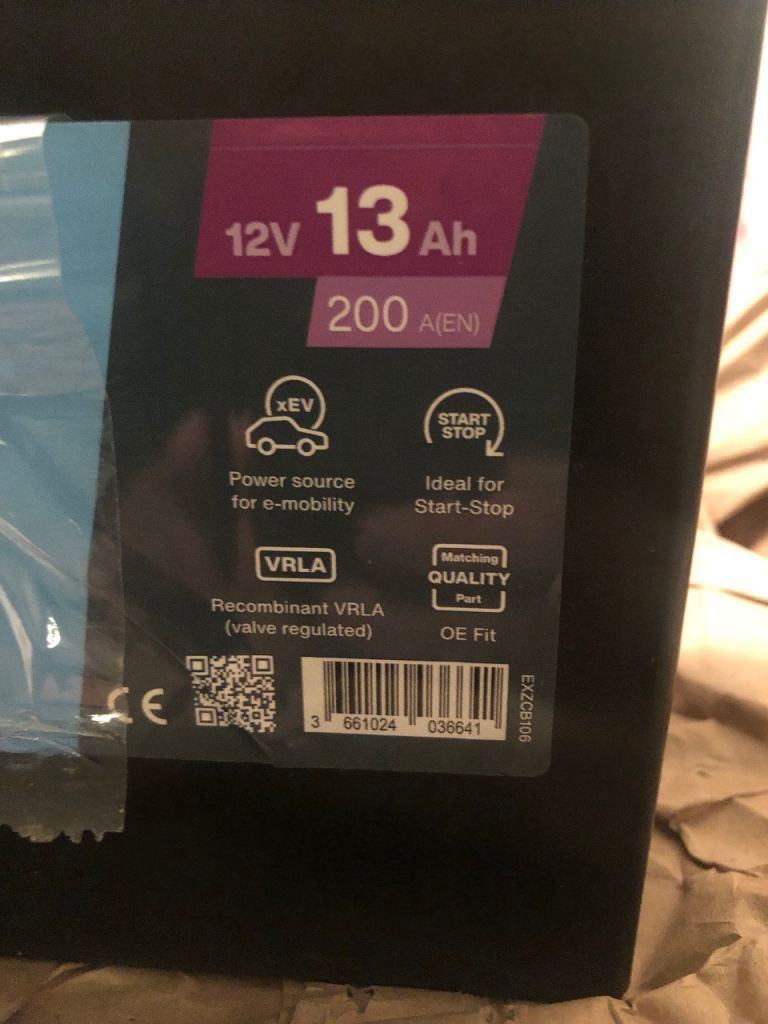 12V 13 Ah
200 A(EN)
xEV
START
STOP
Power source
for e-mobility
Ideal for
Start-Stop
VRLA
Matching
QUALITY
Part
Recombinant VRLA
(valve regulated)
OE Fit
CE
3 661024 036641
EXZCB106